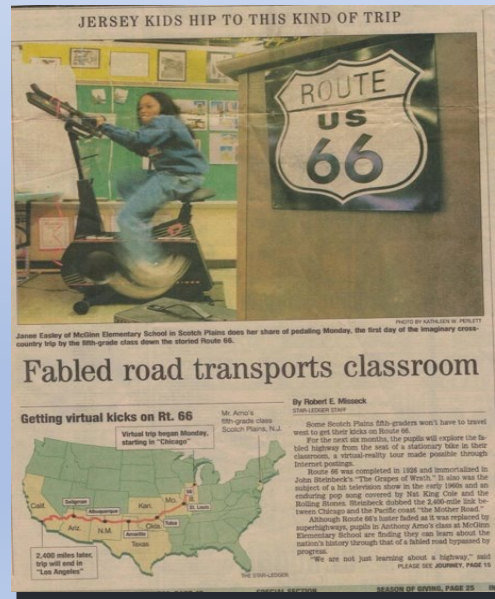 JERSEY KIDS HIP TO THIS KIND OF TRIP
ROUTE
US
66
PHOTO BY KATHLEEN W. PERLETT
Janee Easley of McGinn Elementary School in Scotch Plains does her share of pedaling Monday, the first day of the imaginary cross-
country trip by the fifth-grade class down the storied Route 66.
Fabled road transports classroom
Getting virtual kicks on Rt. 66
Mr. Arno's
fifth-grade class
Scotch Plains, N.J.
Virtual trip began Monday,
starting in "Chicago"
Calif.
Ariz.
Albuquerque
N.M.
Kan.
Okla.
Amarillo
Texas
Mo.
Tulsa
St. Louis
2,400 miles later,
trip will end in
"Los Angeles"
THE STAR-LEDGER
By Robert E. Misseck
STAR-LEDGER STAFF
Some Scotch Plains fifth-graders won't have to travel
west to get their kicks on Route 66.
For the next six months, the pupils will explore the fa-
bled highway from the seat of a stationary bike in their
classroom, a virtual-reality tour made possible through
Internet postings.
Route 66 was completed in 1926 and immortalized in
John Steinbeck's "The Grapes of Wrath." It also was the
subject of a hit television show in the early 1960s and an
enduring pop song covered by Nat King Cole and the
Rolling Stones. Steinbeck dubbed the 2,400-mile link be-
tween Chicago and the Pacific coast "the Mother Road."
Although Route 66's luster faded as it was replaced by
superhighways, pupils in Anthony Arno's class at McGinn
Elementary School are finding they can learn about the
nation's history through that of a fabled road bypassed by
progress.
"We are not just learning about a highway," said
PLEASE SEE JOURNEY, PAGE 15
SPECIAL SECTION
SEASON OF GIVING, PAGE 25